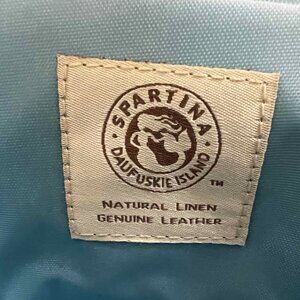 SPARTINA
DAUFUSKIE ISLAND
TM
NATURAL LINEN
GENUINE LEATHER